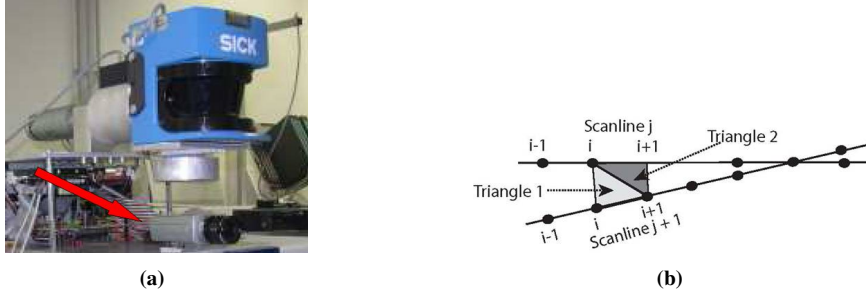 SICK
Scanline j
i-1
i
i+1
Triangle 2
Triangle 1
i-1
i
i+1
Scanline j + 1
(a)
(b)